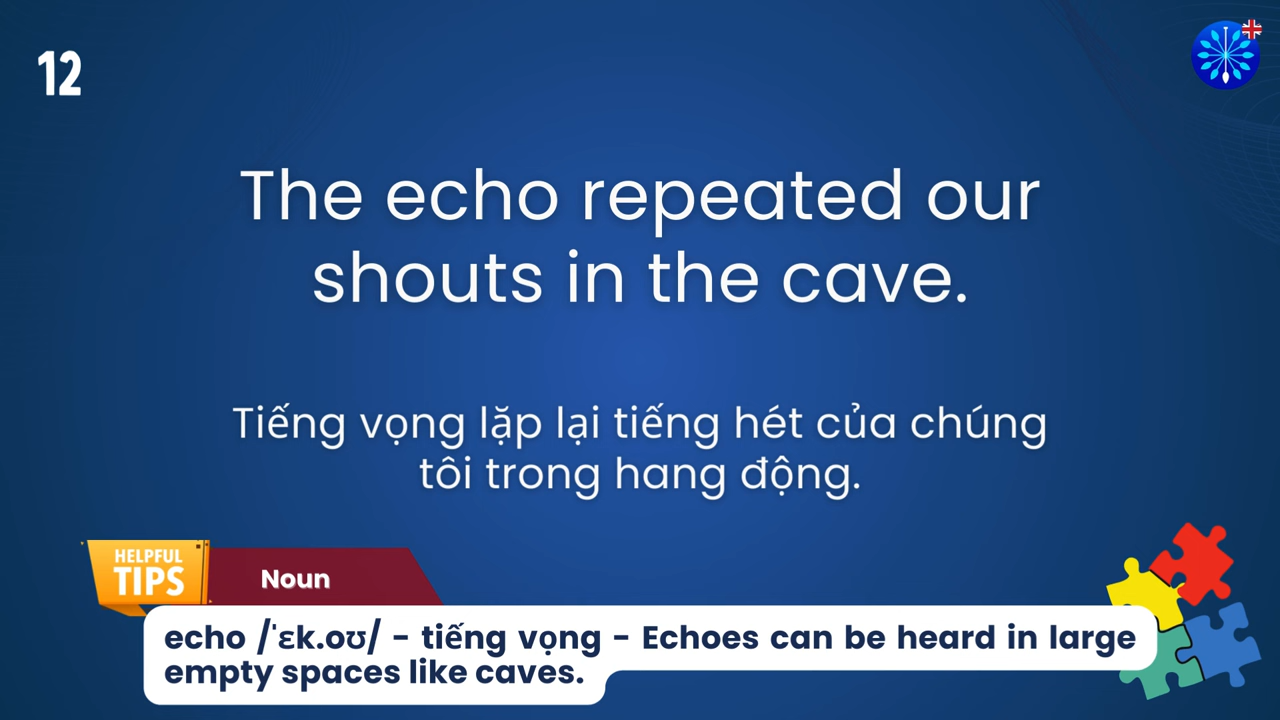 12
The echo repeated our
shouts in the cave.
Tiếng vọng lặp lại tiếng hét của chúng
tôi trong hang động.
HELPFUL
TIPS
Noun
echo /ˈɛk.oʊ/ - tiếng vọng - Echoes can be heard in large
empty spaces like caves.